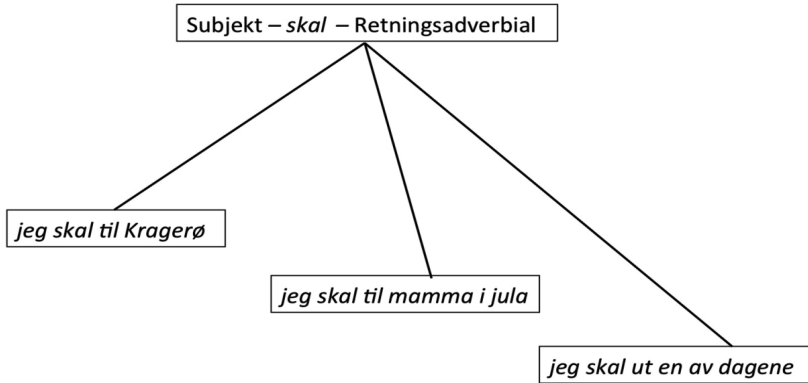 Subjekt – skal – Retningsadverbial
jeg skal til Kragerø
jeg skal til mamma i jula
jeg skal ut en av dagene